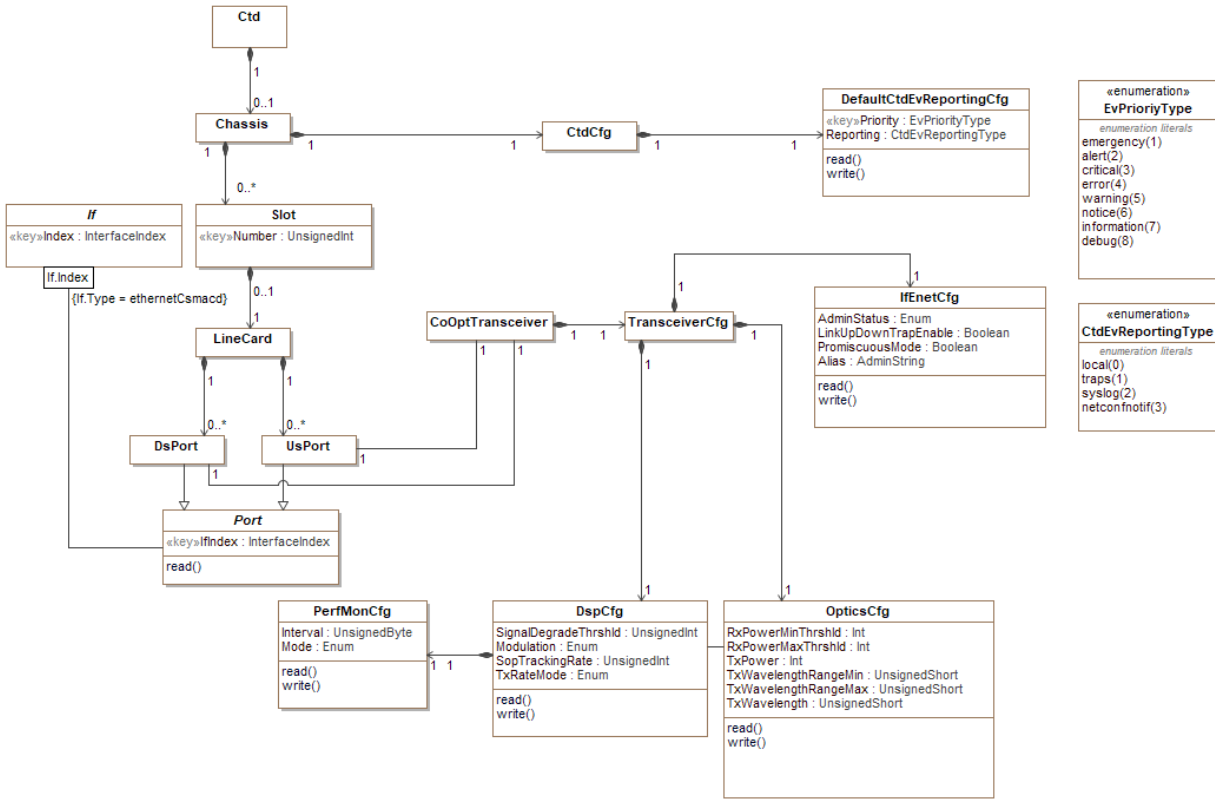 Ctd
1
0..1
Chassis
1
1
1
CtdCfg
1
1
DefaultCtdEvReportingCfg
«key»Priority : EvPriorityType
Reporting : CtdEvReportingType
read()
write()
«enumeration»
EvPrioriyType
enumeration literals
emergency(1)
alert(2)
critical(3)
error(4)
warning(5)
notice(6)
information(7)
debug(8)
0..*
If
«key»Index : InterfaceIndex
If.Index
{If.Type = ethernetCsmacd}
Slot
«key»Number : UnsignedInt
0..1
1
LineCard
1
1
0..*
0..*
DsPort
1
UsPort
1
Port
«key»IfIndex : InterfaceIndex
read()
CoOptTransceiver
1
1
1
1
TransceiverCfg
1
1
1
1
IfEnetCfg
AdminStatus : Enum
LinkUpDownTrapEnable : Boolean
PromiscuousMode : Boolean
Alias : AdminString
read()
write()
«enumeration»
CtdEvReportingType
enumeration literals
local(0)
traps(1)
syslog(2)
netconfnotif(3)
1
1
PerfMonCfg
Interval : UnsignedByte
Mode : Enum
read()
write()
1
1
DspCfg
SignalDegradeThrshld : UnsignedInt
Modulation : Enum
SopTrackingRate : UnsignedInt
TxRateMode : Enum
read()
write()
OpticsCfg
RxPowerMinThrshld : Int
RxPowerMaxThrshld : Int
TxPower : Int
TxWavelengthRangeMin : UnsignedShort
TxWavelengthRangeMax : UnsignedShort
TxWavelength : UnsignedShort
read()
write()